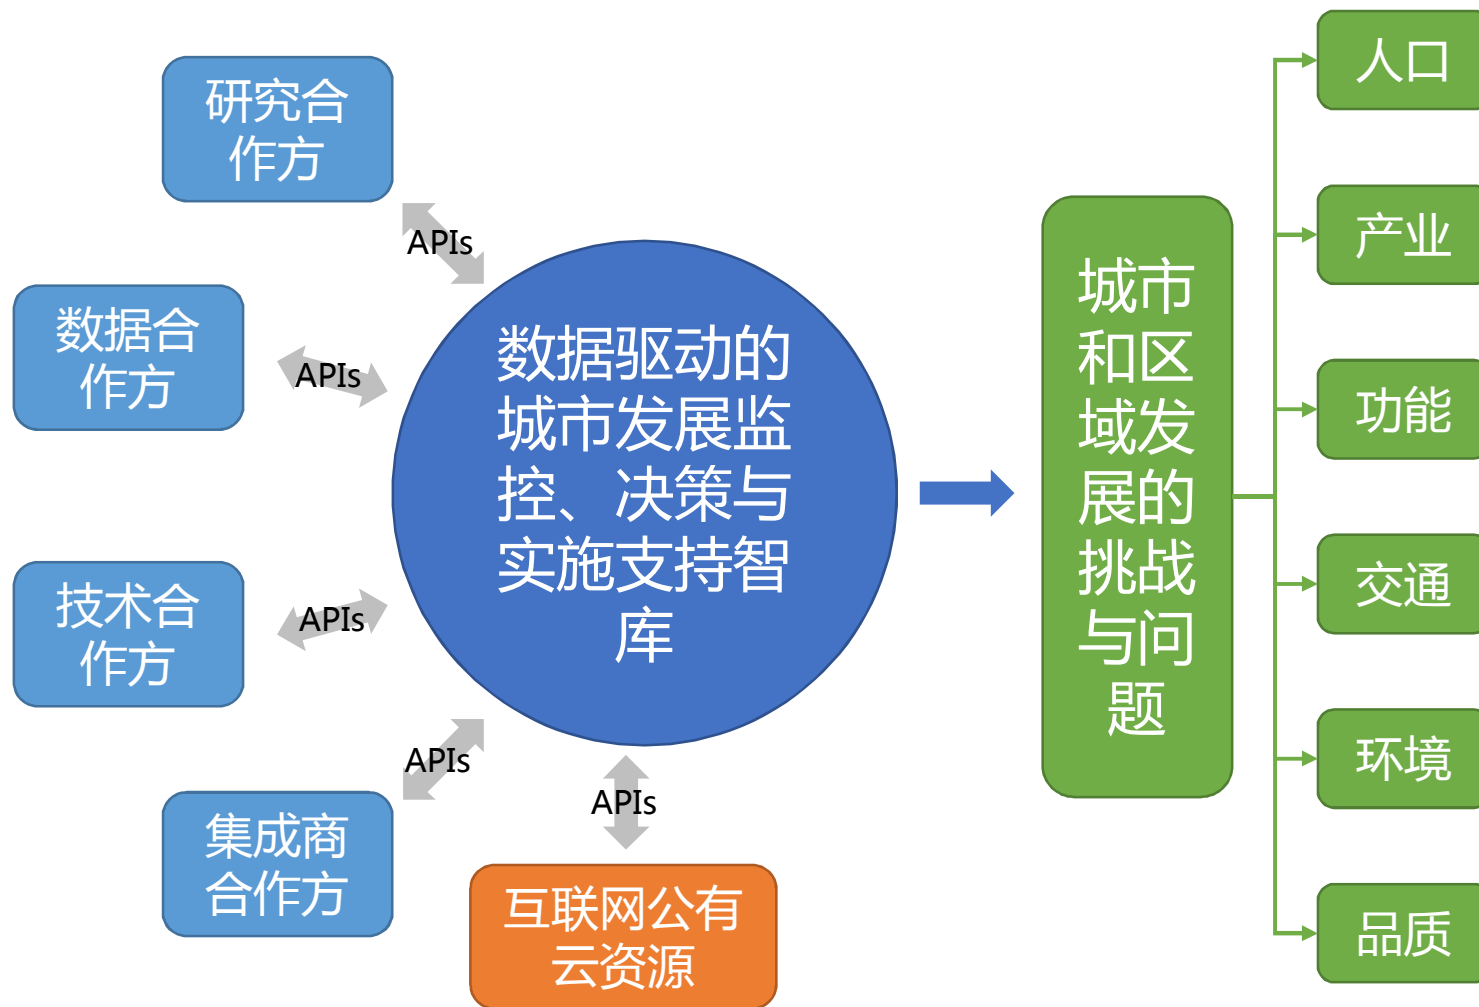 研究合
作方
APIs
数据合
作方
APIs
技术合
作方
APIs
集成商
合作方
APIs
互联网公有
云资源
APIs
数据驱动的
城市发展监
控、决策与
实施支持智
库
城市
和区
域发
展的
挑战
与问
题
人口
产业
功能
交通
环境
品质